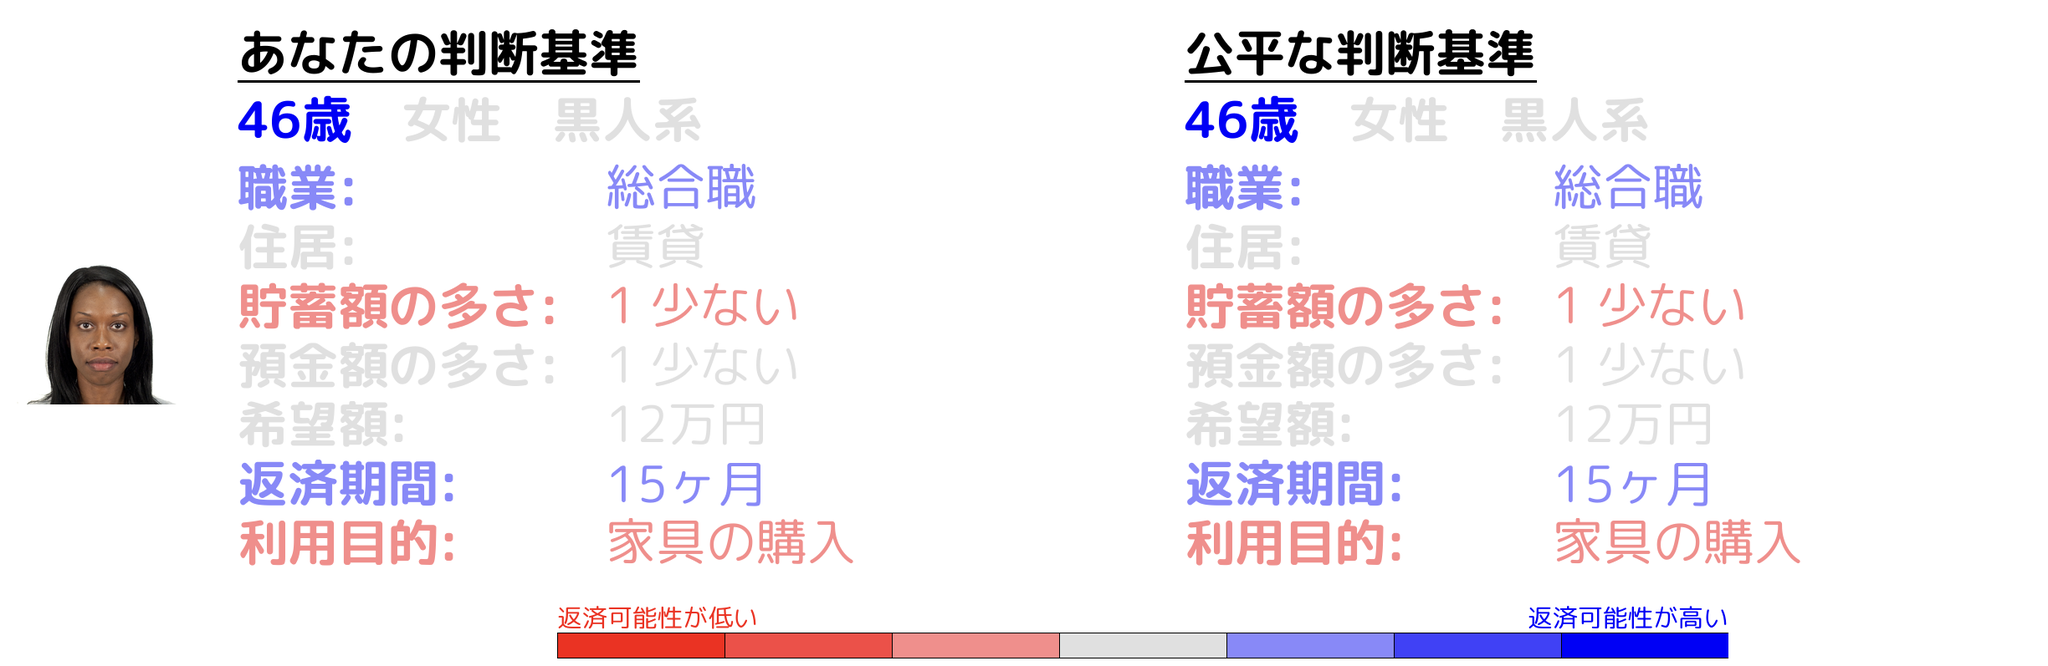 あなたの判断基準
46歳 女性 黒人系
職業: 総合職
住居: 賃貸
貯蓄額の多さ: 1 少ない
預金額の多さ: 1 少ない
希望額: 12万円
返済期間: 15ヶ月
利用目的: 家具の購入
公平な判断基準
46歳 女性 黒人系
職業: 総合職
住居: 賃貸
貯蓄額の多さ: 1 少ない
預金額の多さ: 1 少ない
希望額: 12万円
返済期間: 15ヶ月
利用目的: 家具の購入
返済可能性が低い
返済可能性が高い